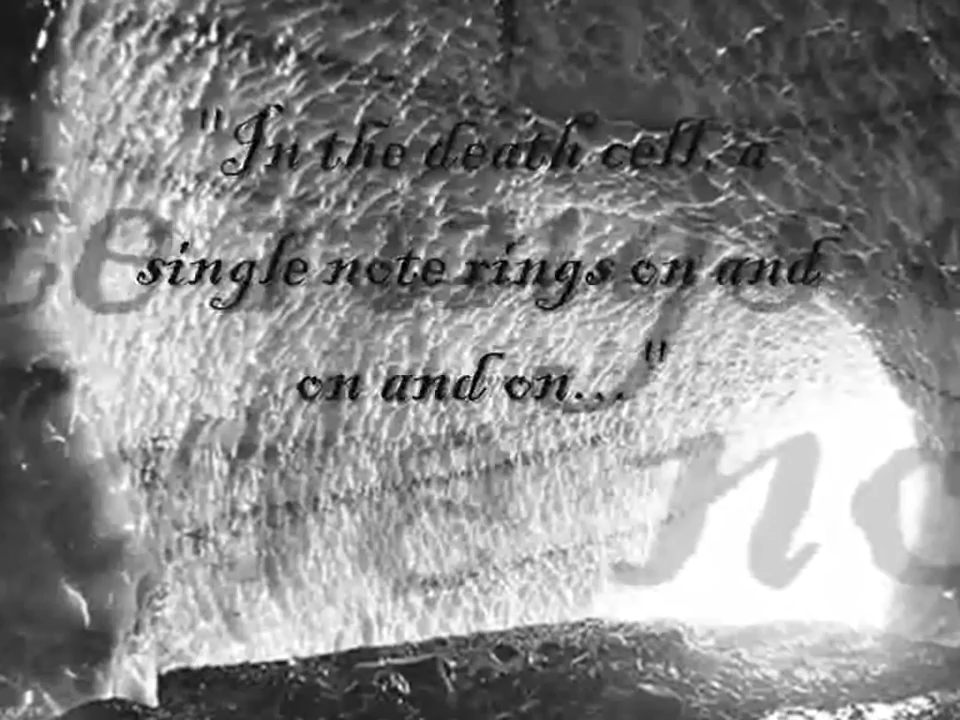 "In the death cell, a
single note rings on and
on and on..."